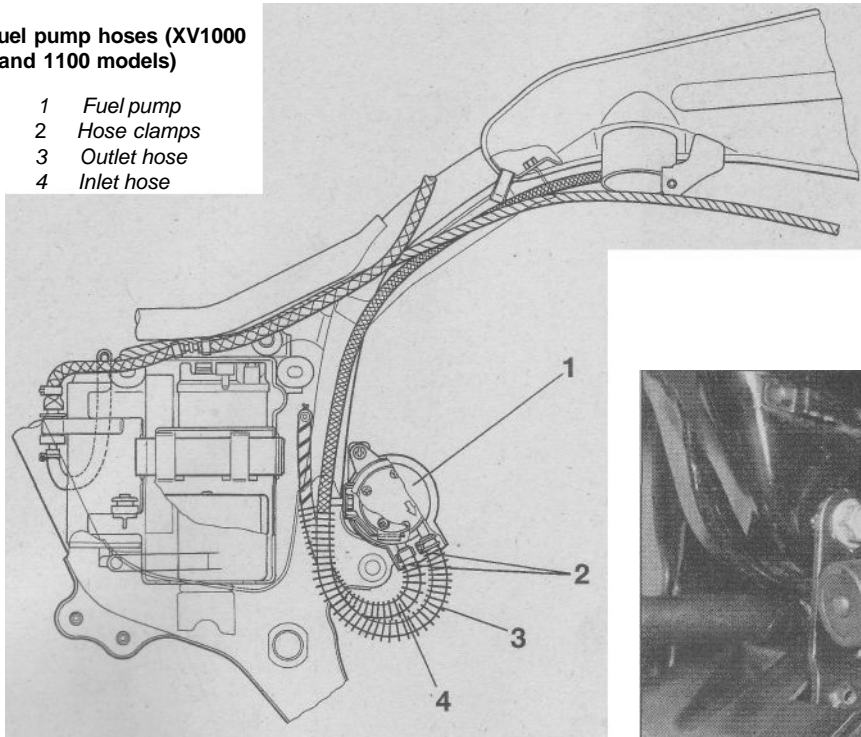 uel pump hoses (XV1000
and 1100 models)
1 Fuel pump
2 Hose clamps
3 Outlet hose
4 Inlet hose
1
2
3
4